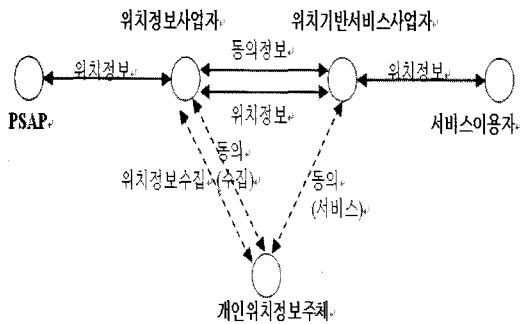 위치정보사업자
위치기반서비스사업자
위치정보
동의정보
위치정보
위치정보
PSAP
서비스이용자
동의
위치정보수집 (수집)
동의
(서비스)
개인위치정보주체